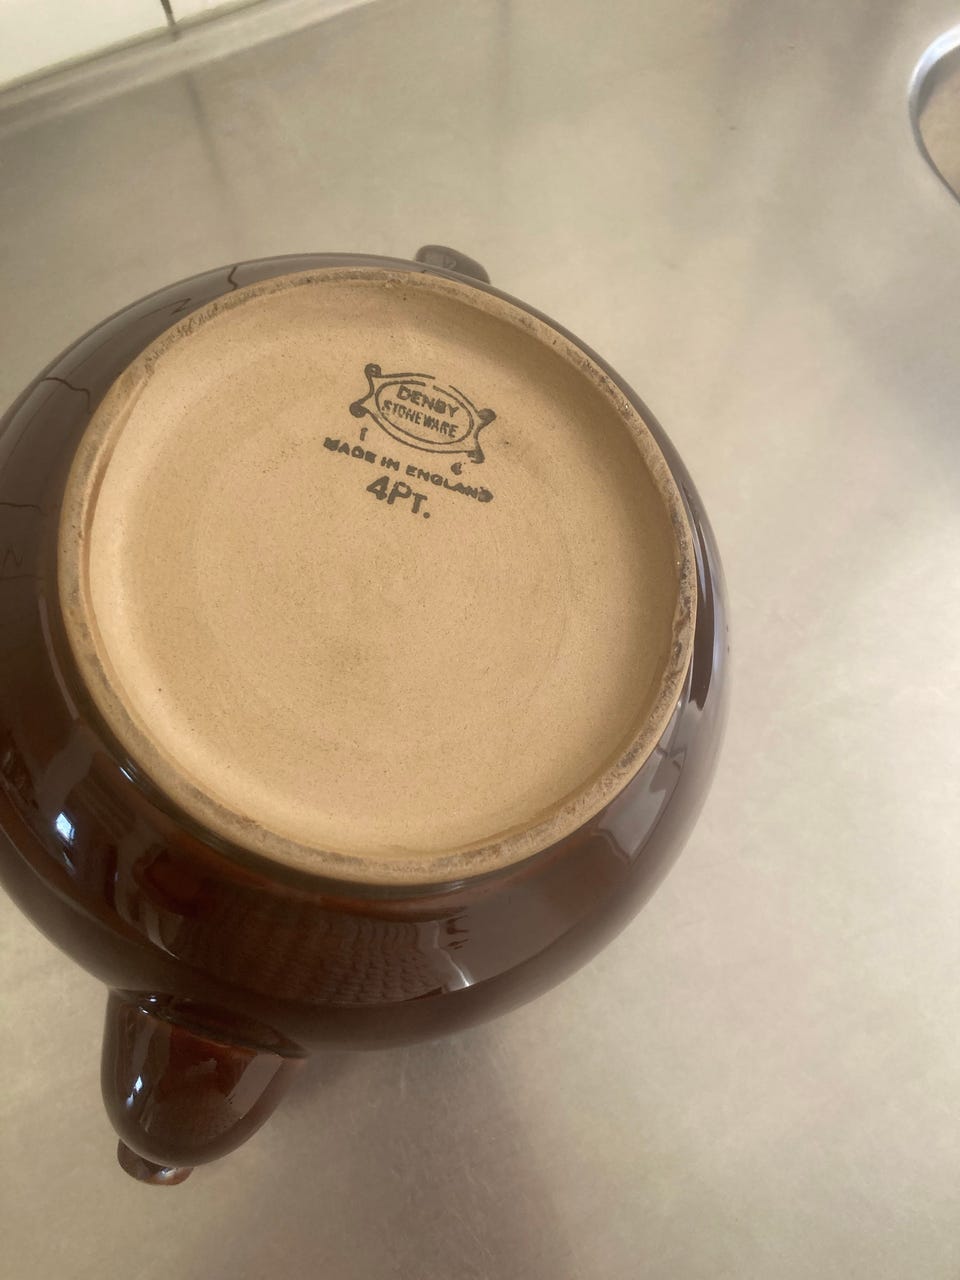 DENBY
STONEWARE
MADE IN ENGLAND
4PT.